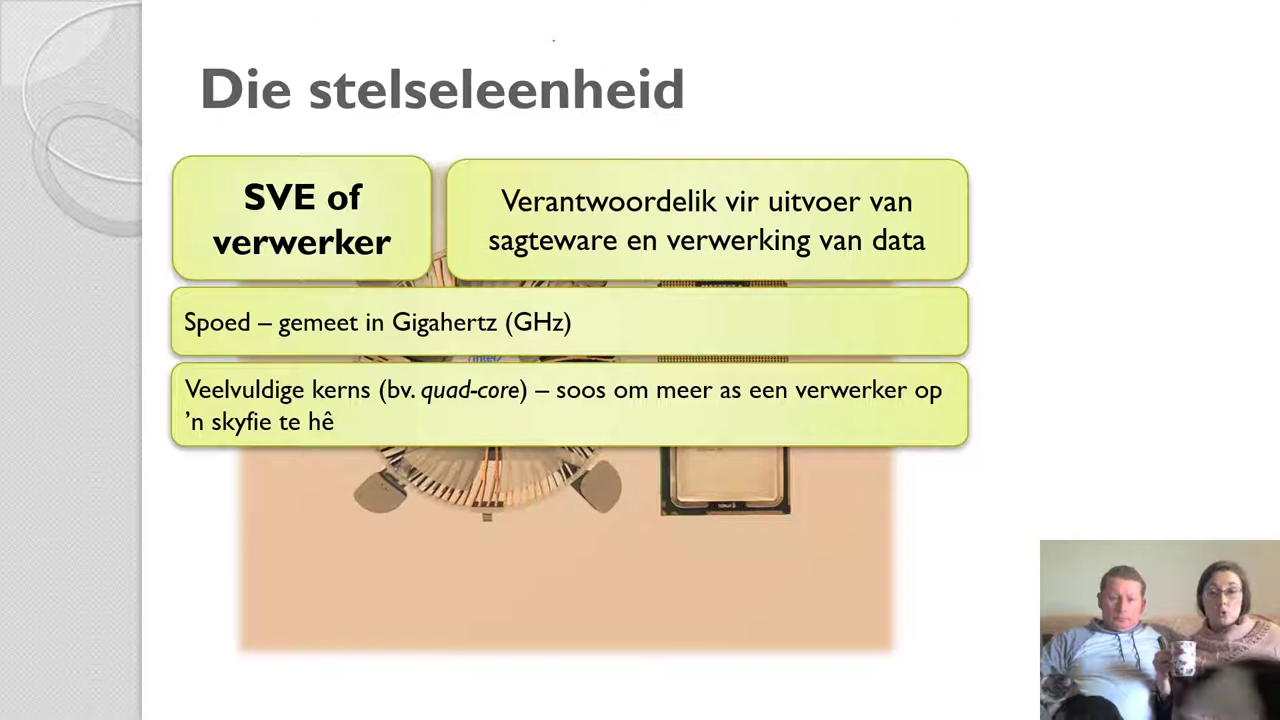 Die stelseleenheid
SVE of
verwerker
Verantwoordelik vir uitvoer van
sagteware en verwerking van data
Spoed – gemeet in Gigahertz (GHz)
Veelvuldige kerns (bv. quad-core) – soos om meer as een verwerker op
’n skyfie te hê
intel